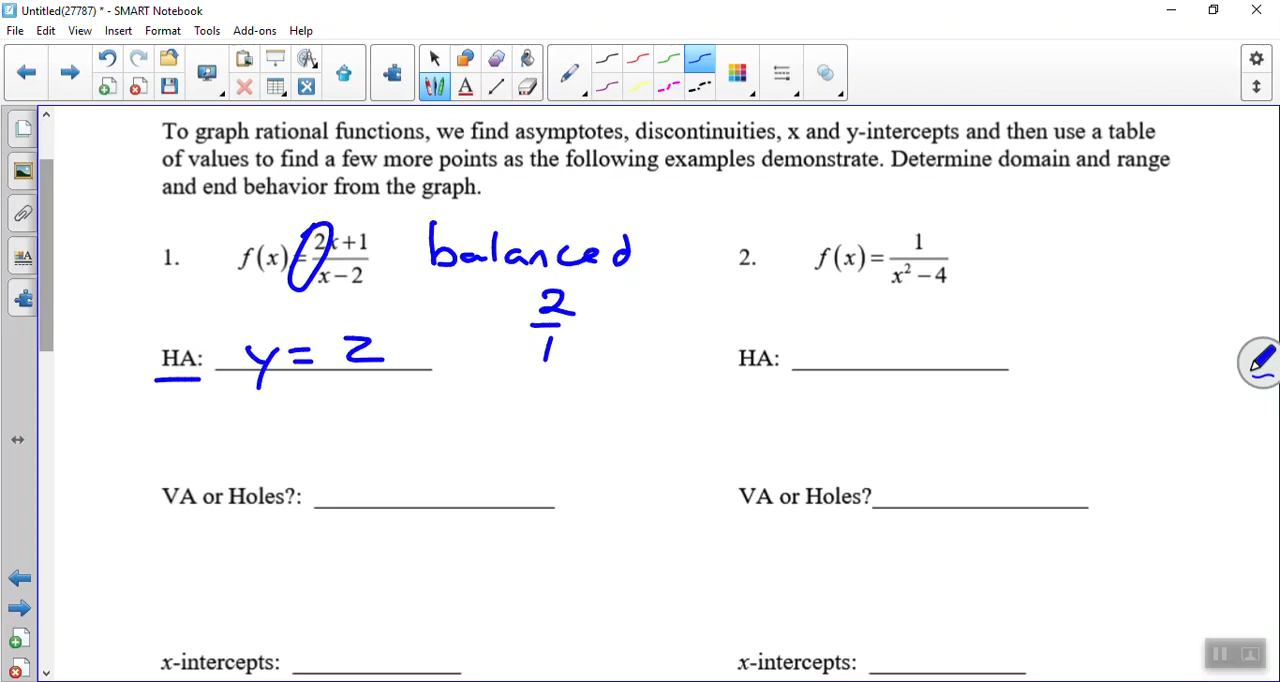 Untitled(27787) * - SMART Notebook
File Edit View Insert Format Tools Add-ons Help
To graph rational functions, we find asymptotes, discontinuities, x and y-intercepts and then use a table
of values to find a few more points as the following examples demonstrate. Determine domain and range
and end behavior from the graph.
1. f(x) = (2x+1)/(x−2) balanced
2/1
HA: y = 2
VA or Holes?:
x-intercepts:
2. f(x) = 1/(x² − 4)
HA:
VA or Holes?
x-intercepts: